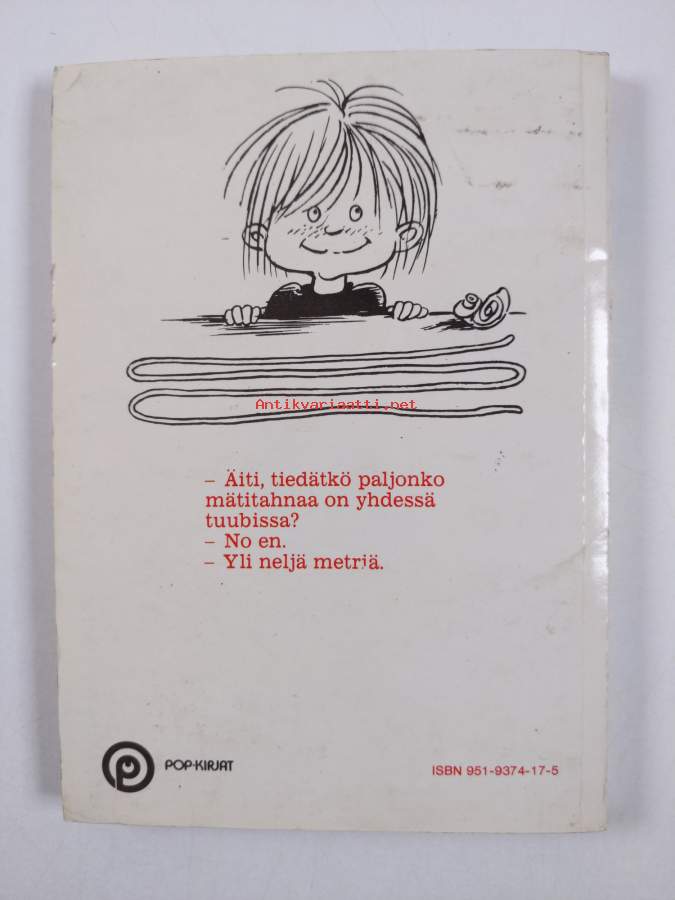 Antikvariaatti.net
– Äiti, tiedätkö paljonko
mätitahnaa on yhdessä
tuubissa?
– No en.
– Yli neljä metriä.
POP-KIRJAT
ISBN 951-9374-17-5